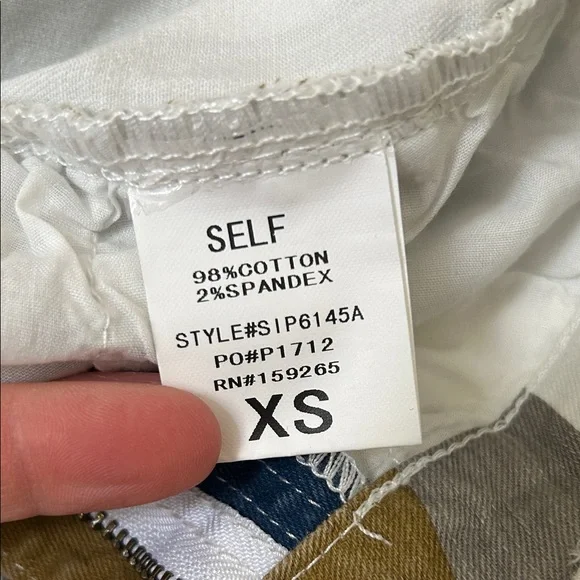 SELF
98%COTTON
2%SPANDEX
STYLE#SIP6145A
PO#P1712
RN#159265
XS